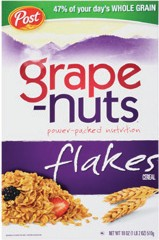 Post
47% of your day's WHOLE GRAIN
grape
-nuts
power-packed nutrition
flakes
CEREAL
NET WT 18 OZ (1 LB 2 OZ) 510g